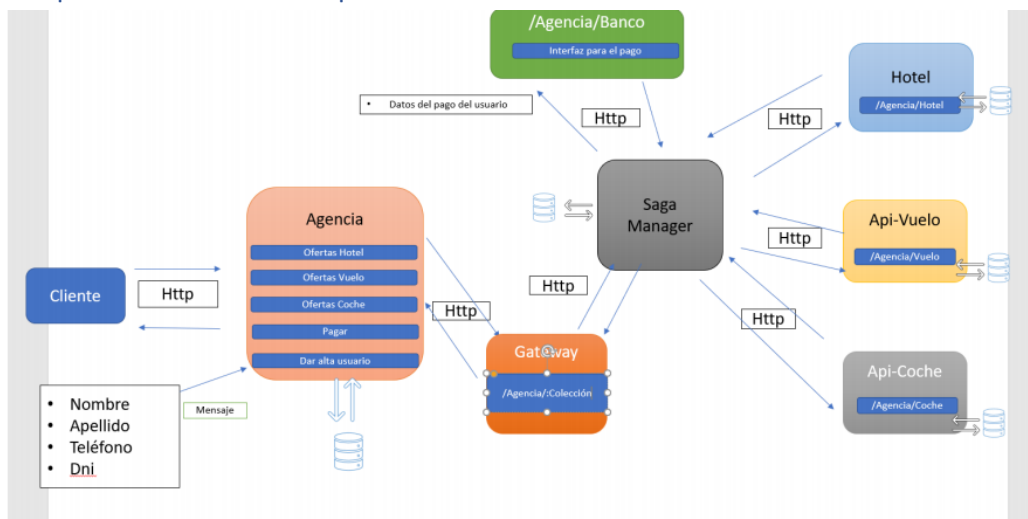 /Agencia/Banco
Interfaz para el pago
• Datos del pago del usuario
Http
Hotel
/Agencia/Hotel
Http
Saga
Manager
Agencia
Ofertas Hotel
Ofertas Vuelo
Ofertas Coche
Pagar
Dar alta usuario
Api-Vuelo
/Agencia/Vuelo
Http
Cliente
Http
Http
Http
Http
Gateway
/Agencia/:Colección
Api-Coche
/Agencia/Coche
• Nombre
• Apellido
• Teléfono
• Dni
Mensaje